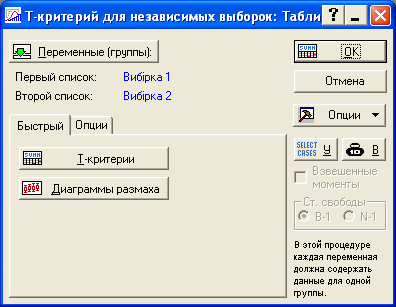 Т-критерий для независимых выборок: Табли
Переменные (группы):
Первый список: Вибірка 1
Второй список: Вибірка 2
Быстрый Опции
Т-критерии
Диаграммы размаха
OK
Отмена
Опции
SELECT CASES У В
Взвешенные моменты
Ст. свободы
В-1 N-1
В этой процедуре
каждая переменная
должна содержать
данные для одной
группы.